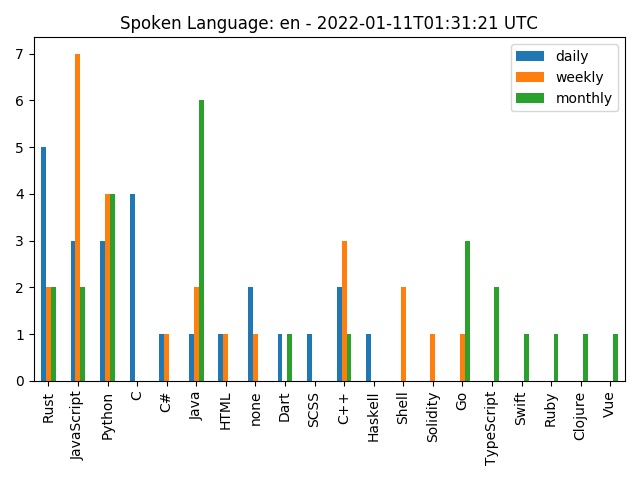 Spoken Language: en - 2022-01-11T01:31:21 UTC
daily
weekly
monthly
7
6
5
4
3
2
1
0
Rust
JavaScript
Python
C
C#
Java
HTML
none
Dart
SCSS
C++
Haskell
Shell
Solidity
Go
TypeScript
Swift
Ruby
Clojure
Vue